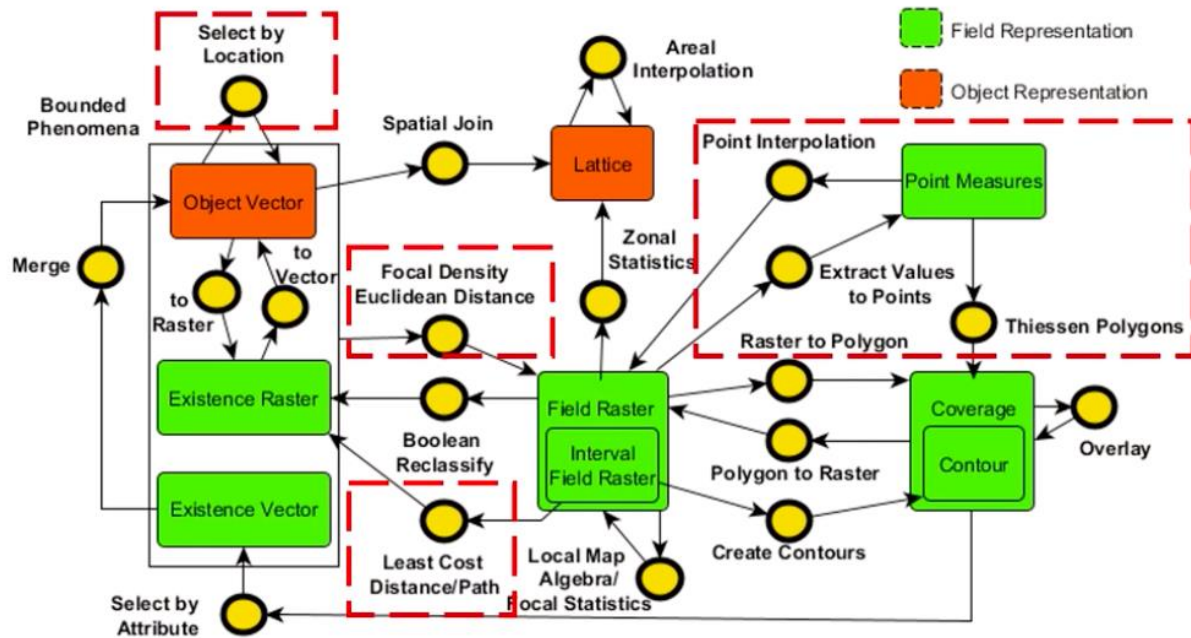 Select by
Location
Areal
Interpolation
Field Representation
Object Representation
Bounded
Phenomena
Spatial Join
Point Interpolation
Lattice
Point Measures
Object Vector
to
Vector
Merge
Focal Density
Euclidean Distance
Zonal
Statistics
Extract Values
to Points
to
Raster
Thiessen Polygons
Raster to Polygon
Existence Raster
Field Raster
Coverage
Boolean
Reclassify
Interval
Field Raster
Overlay
Polygon to Raster
Contour
Existence Vector
Least Cost
Distance/Path
Local Map
Algebra/
Focal Statistics
Create Contours
Select by
Attribute